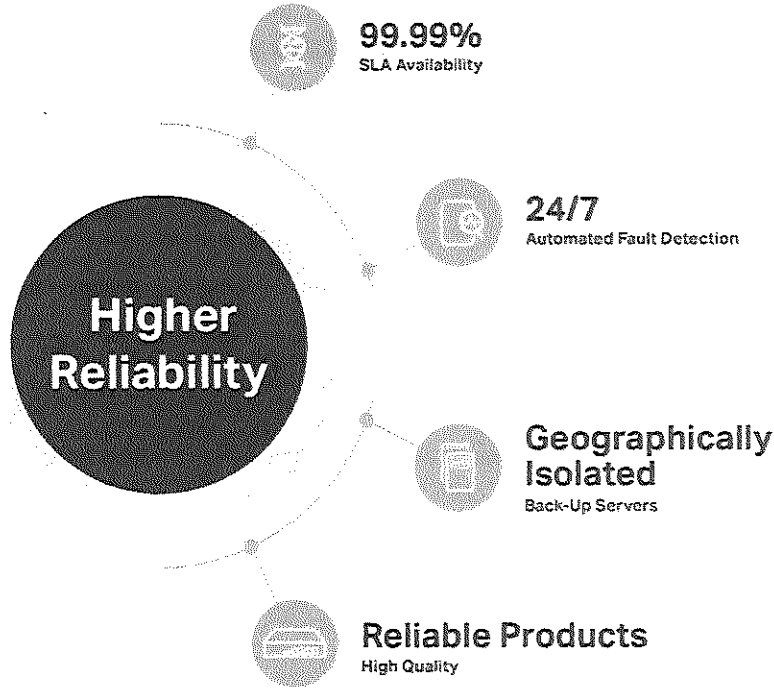 99.99%
SLA Availability
24/7
Automated Fault Detection
Higher
Reliability
Geographically
Isolated
Back-Up Servers
Reliable Products
High Quality